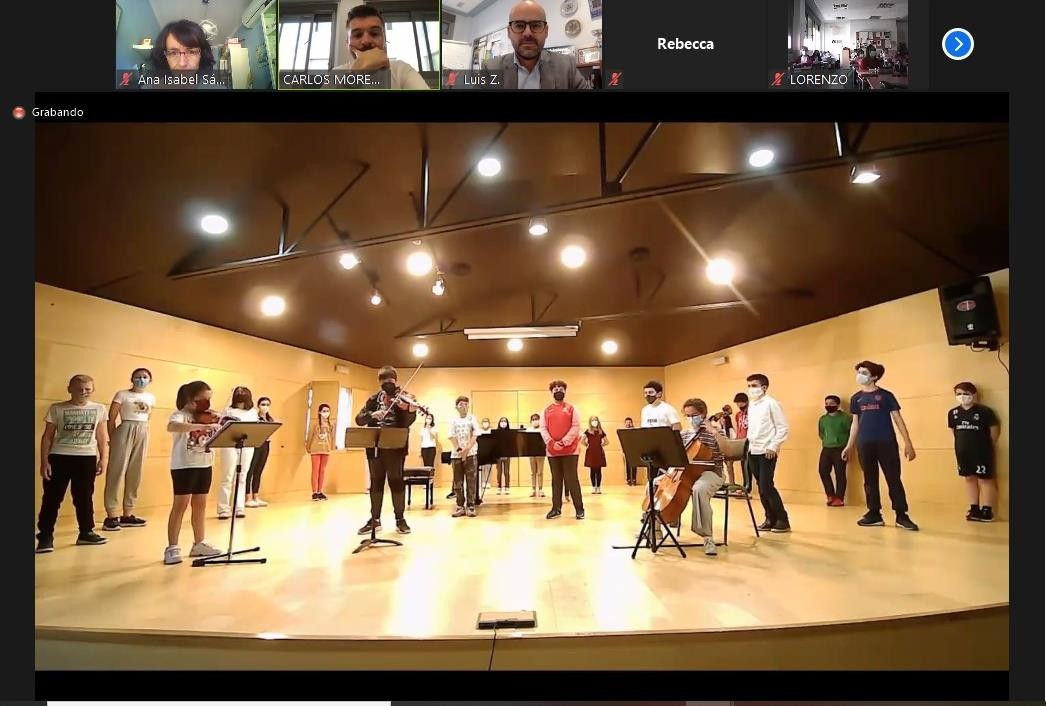 Rebecca
Ana Isabel Sá...
CARLOS MORE...
Luis Z.
LORENZO
Grabando
22